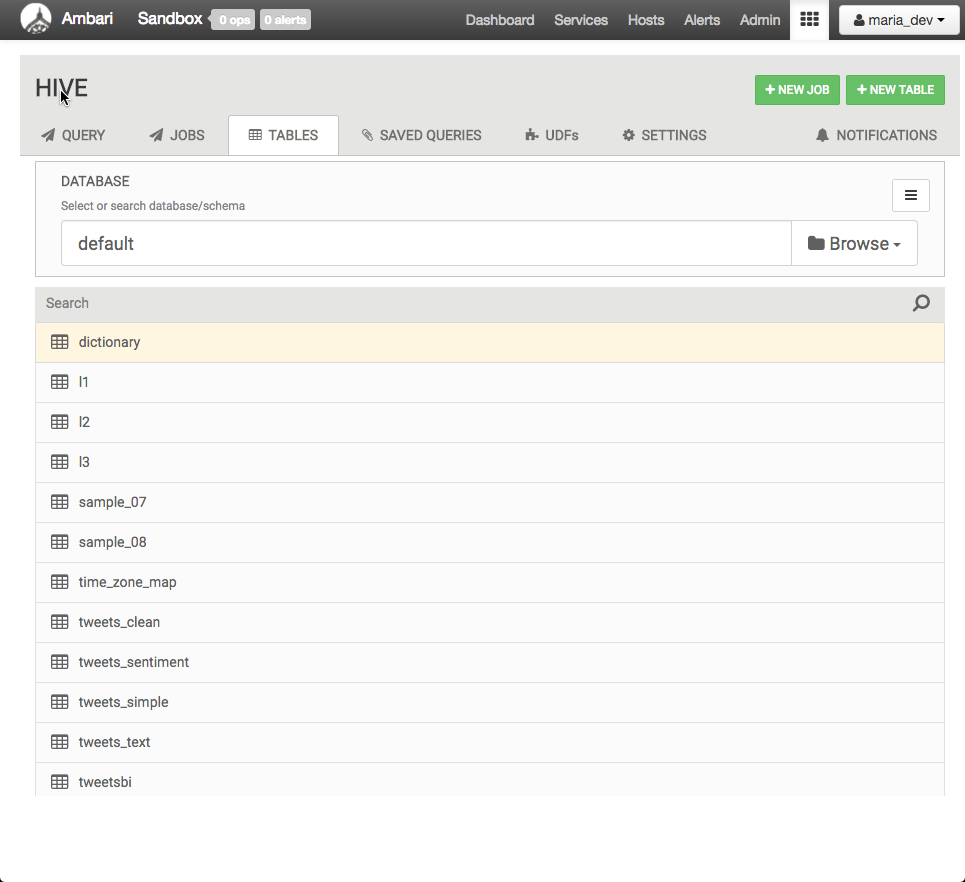 Ambari Sandbox 0 ops 0 alerts Dashboard Services Hosts Alerts Admin maria_dev
HIVE + NEW JOB + NEW TABLE
QUERY JOBS TABLES SAVED QUERIES UDFs SETTINGS NOTIFICATIONS
DATABASE
Select or search database/schema
default Browse
Search
dictionary
l1
l2
l3
sample_07
sample_08
time_zone_map
tweets_clean
tweets_sentiment
tweets_simple
tweets_text
tweetsbi